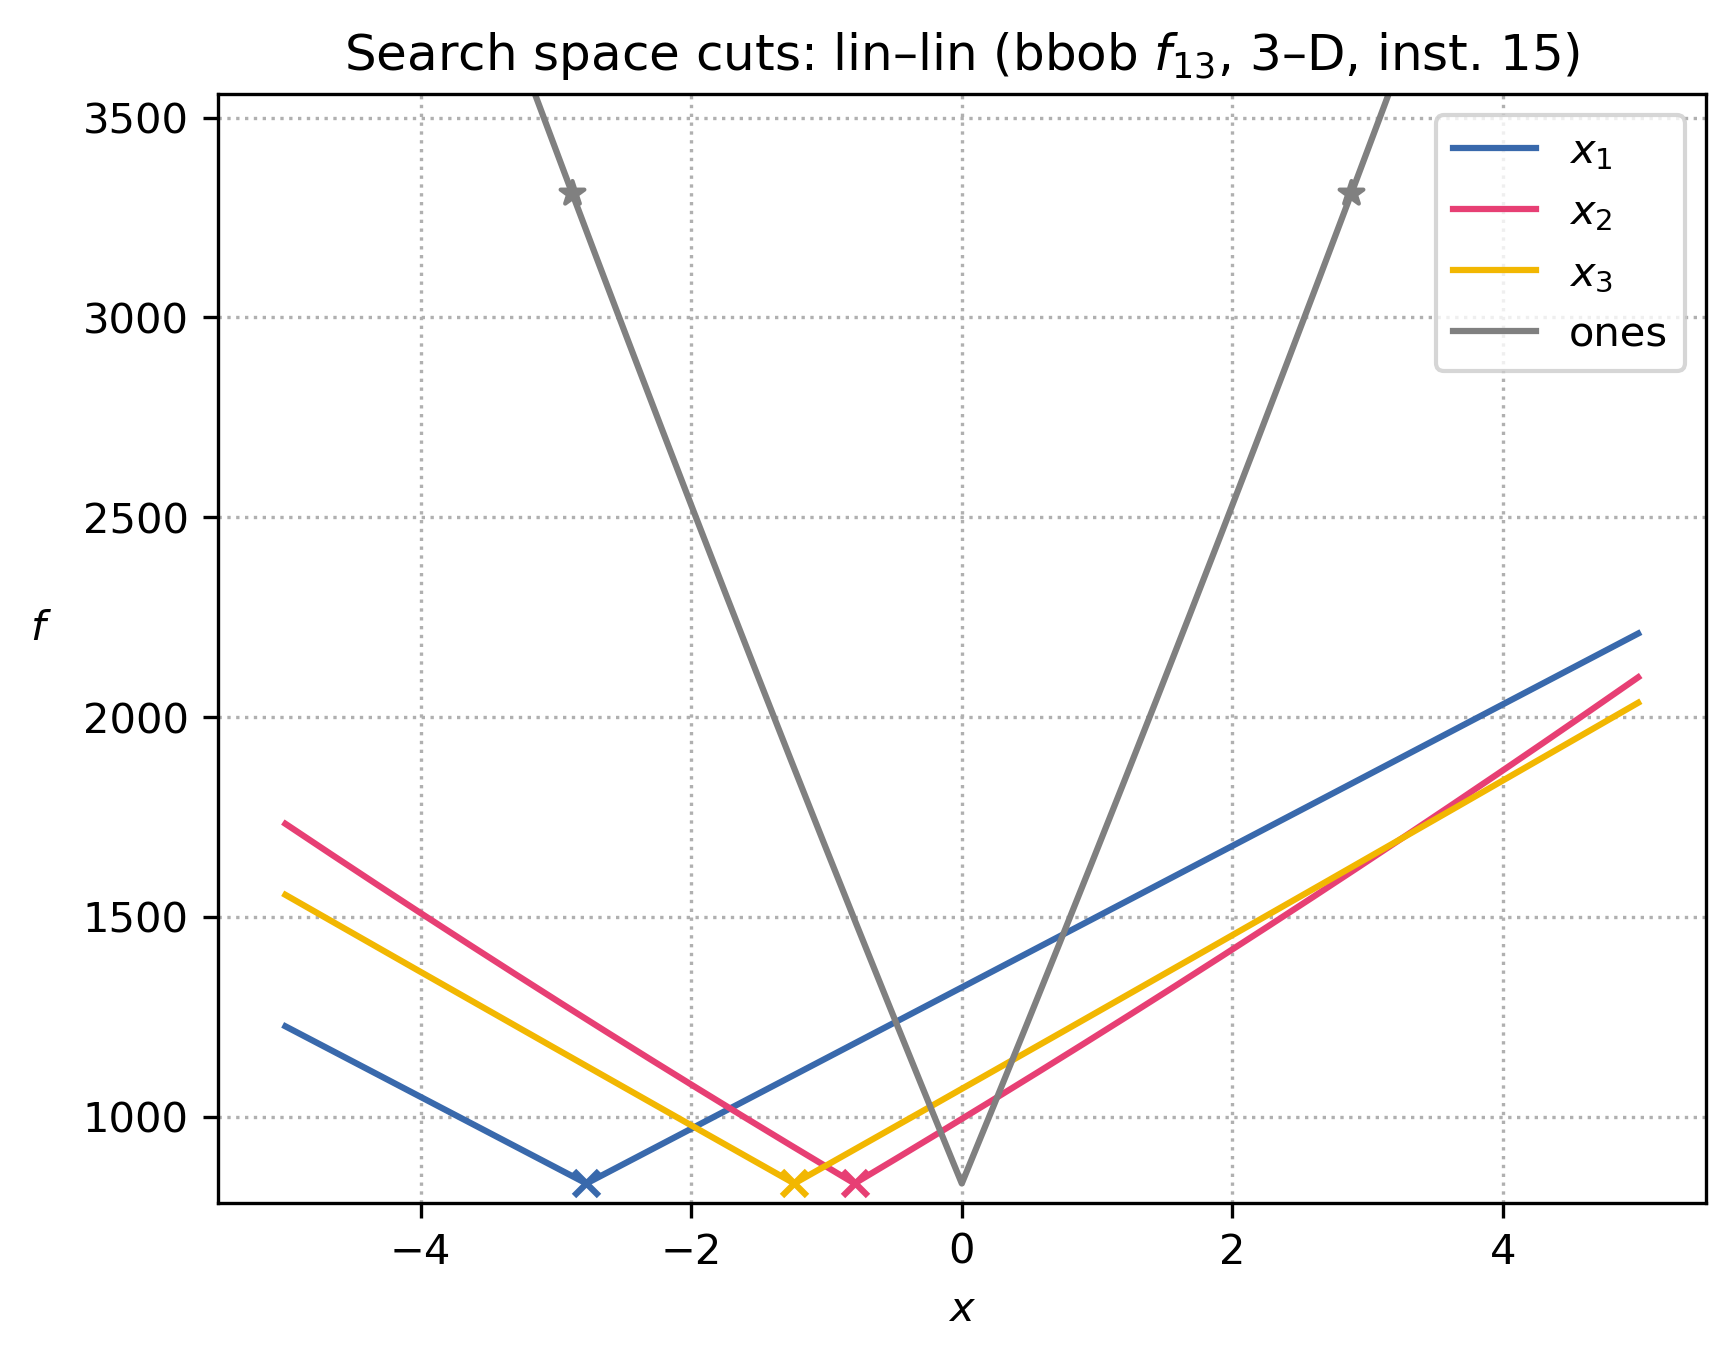 Search space cuts: lin–lin (bbob f₁₃, 3–D, inst. 15)
3500
3000
2500
2000
1500
1000
f
x₁
x₂
x₃
ones
−4
−2
0
2
4
x